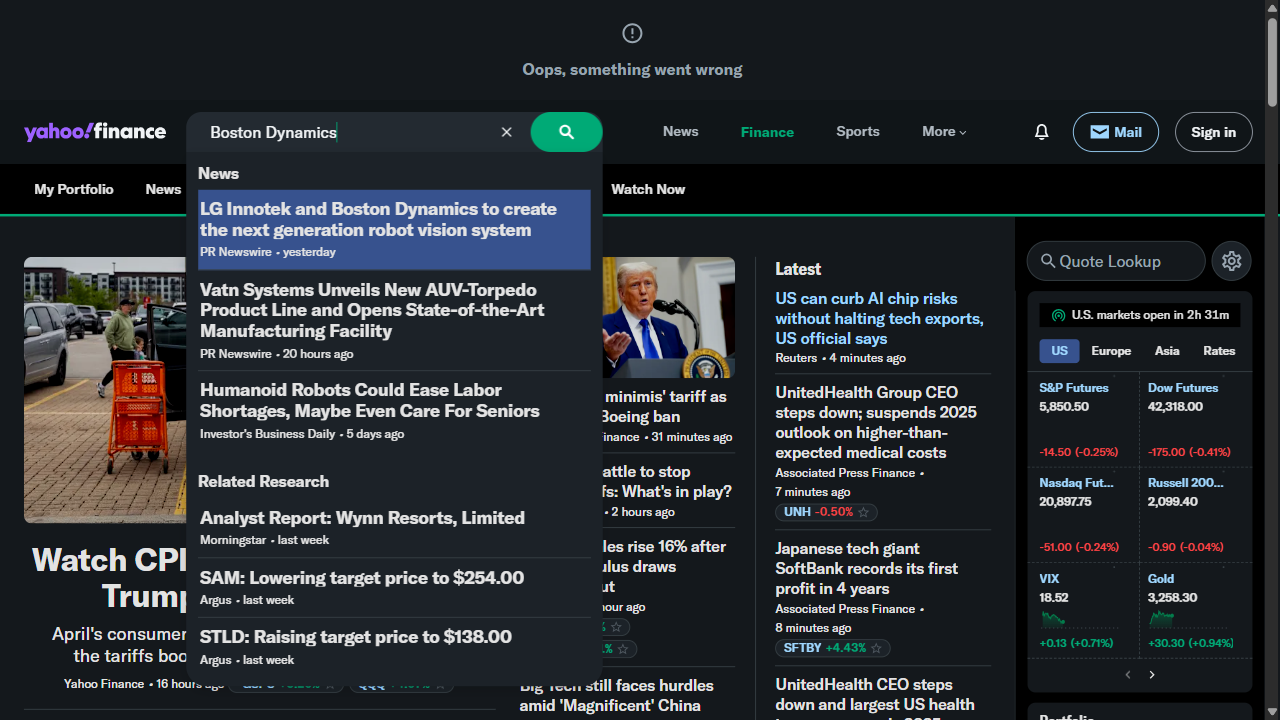 Oops, something went wrong
yahoo!finance
Boston Dynamics
News
Finance
Sports
More
Mail
Sign in
My Portfolio
News
Watch Now
News
LG Innotek and Boston Dynamics to create
the next generation robot vision system
PR Newswire • yesterday
Vatn Systems Unveils New AUV-Torpedo
Product Line and Opens State-of-the-Art
Manufacturing Facility
PR Newswire • 20 hours ago
Humanoid Robots Could Ease Labor
Shortages, Maybe Even Care For Seniors
Investor's Business Daily • 5 days ago
Related Research
Analyst Report: Wynn Resorts, Limited
Morningstar • last week
SAM: Lowering target price to $254.00
Argus • last week
STLD: Raising target price to $138.00
Argus • last week
Watch CPI
Trump
April's consumer
the tariffs boo
Yahoo Finance • 16 hours ago
minimis' tariff as
Boeing ban
inance • 31 minutes ago
attle to stop
fs: What's in play?
• 2 hours ago
les rise 16% after
ulus draws
ut
hour ago
Big Tech still faces hurdles
amid 'Magnificent' China
Latest
US can curb AI chip risks
without halting tech exports,
US official says
Reuters • 4 minutes ago
UnitedHealth Group CEO
steps down; suspends 2025
outlook on higher-than-
expected medical costs
Associated Press Finance •
7 minutes ago
UNH -0.50%
Japanese tech giant
SoftBank records its first
profit in 4 years
Associated Press Finance •
8 minutes ago
SFTBY +4.43%
UnitedHealth CEO steps
down and largest US health
Quote Lookup
U.S. markets open in 2h 31m
US
Europe
Asia
Rates
S&P Futures
5,850.50
-14.50 (-0.25%)
Dow Futures
42,318.00
-175.00 (-0.41%)
Nasdaq Fut...
20,897.75
-51.00 (-0.24%)
Russell 200...
2,099.40
-0.90 (-0.04%)
VIX
18.52
+0.13 (+0.71%)
Gold
3,258.30
+30.30 (+0.94%)
Portfolio